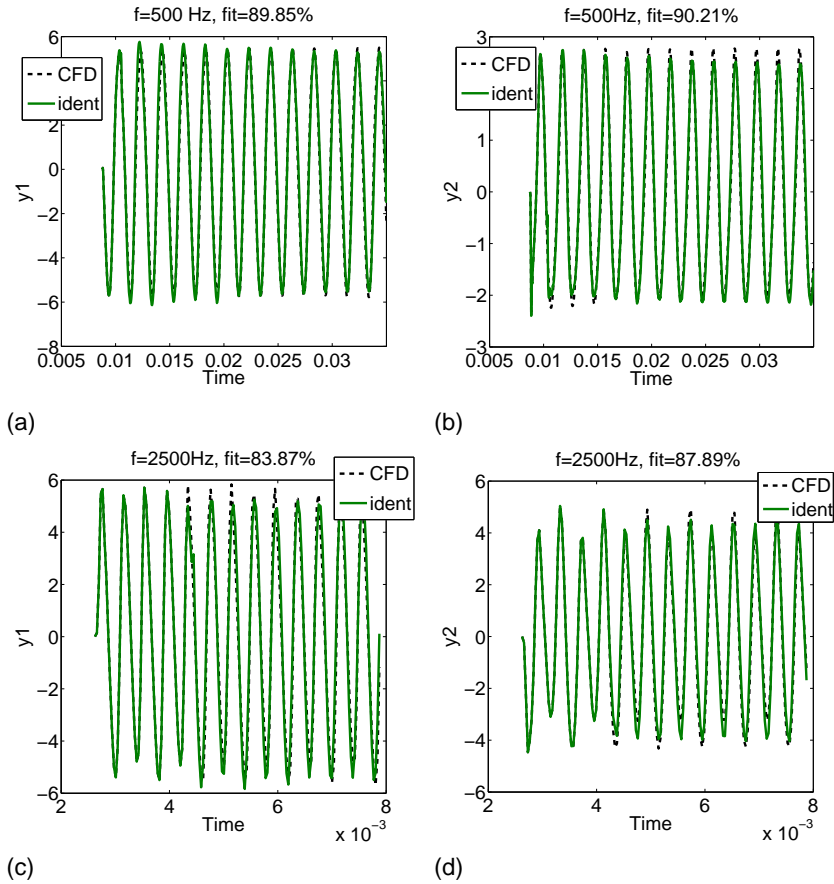 f=500 Hz, fit=89.85%
6
CFD
ident
2
0
−2
−4
−6
−8
y1
0.005 0.01 0.015 0.02 0.025 0.03
Time
(a)
f=500Hz, fit=90.21%
3
CFD
ident
1
0
−1
−2
−3
y2
0.005 0.01 0.015 0.02 0.025 0.03
Time
(b)
f=2500Hz, fit=83.87%
CFD
ident
6
4
2
0
−2
−4
−6
y1
2 4 6 8
Time
x 10−3
(c)
f=2500Hz, fit=87.89%
CFD
ident
6
4
2
0
−2
−4
−6
y2
2 4 6 8
Time
x 10−3
(d)